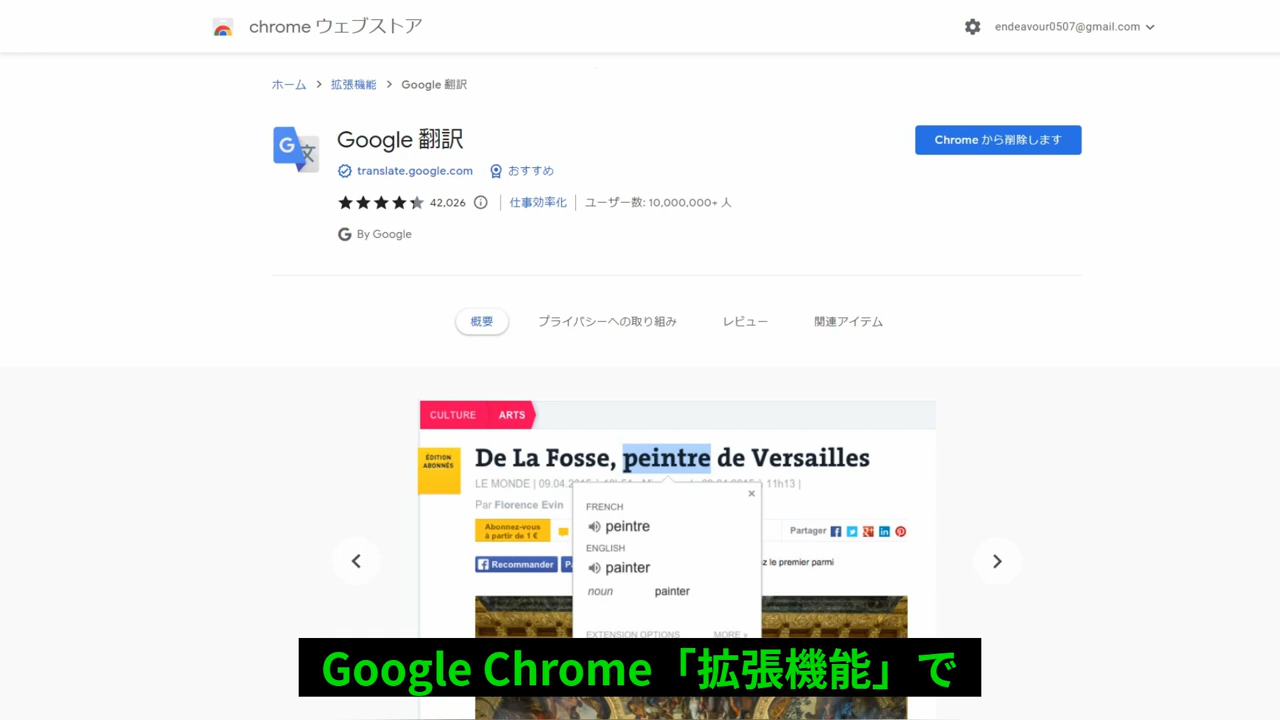 chrome ウェブストア
endeavour0507@gmail.com
ホーム > 拡張機能 > Google 翻訳
Google 翻訳
Chrome から削除します
translate.google.com おすすめ
42,026 仕事効率化 ユーザー数: 10,000,000+ 人
By Google
概要 プライバシーへの取り組み レビュー 関連アイテム
CULTURE ARTS
ÉDITION
ABONNÉS
De La Fosse, peintre de Versailles
LE MONDE | 09.04. 11h13 |
Par Florence Evin
FRENCH
peintre
ENGLISH
painter
noun painter
EXTENSION OPTIONS MORE »
Abonnez-vous
à partir de 1 €
Partager
Recommander
z le premier parmi
Google Chrome「拡張機能」で